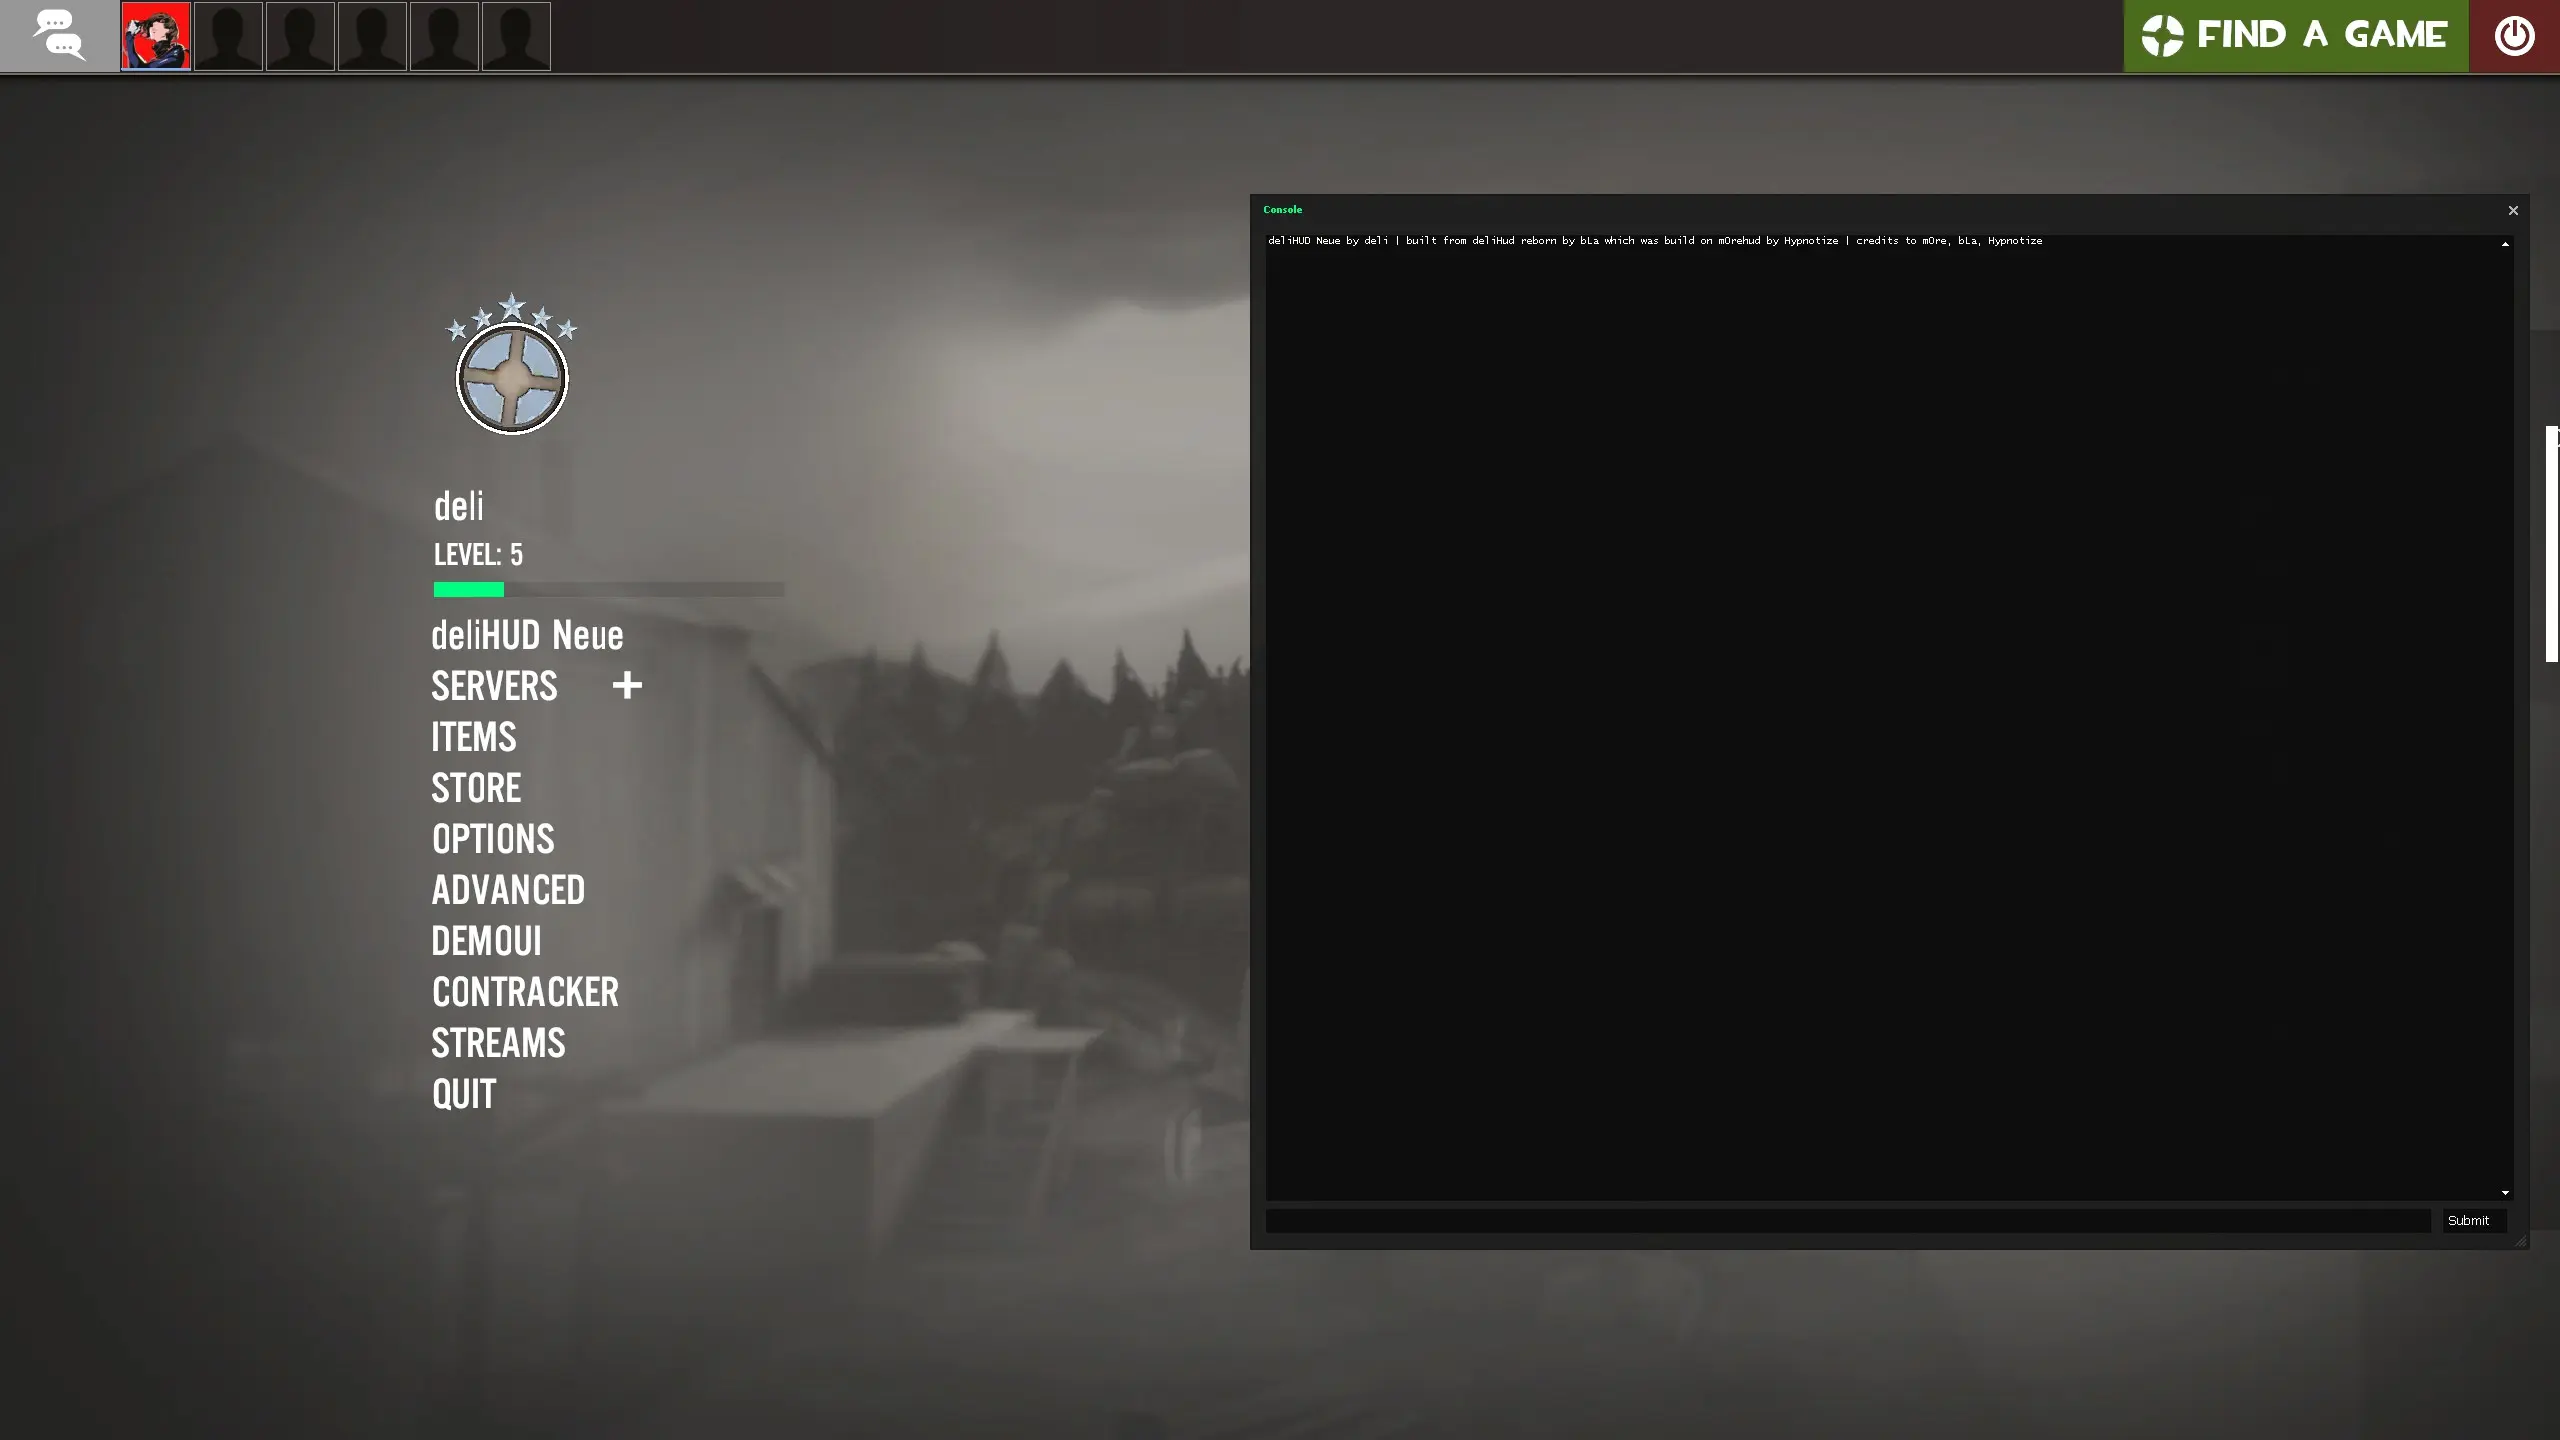 FIND A GAME
Console
deliHUD Neue by deli | built from deliHud reborn by bLa which was build on m0rehud by Hypnotize | credits to m0re, bLa, Hypnotize
deli
LEVEL: 5
deliHUD Neue
SERVERS +
ITEMS
STORE
OPTIONS
ADVANCED
DEMOUI
CONTRACKER
STREAMS
QUIT
Submit